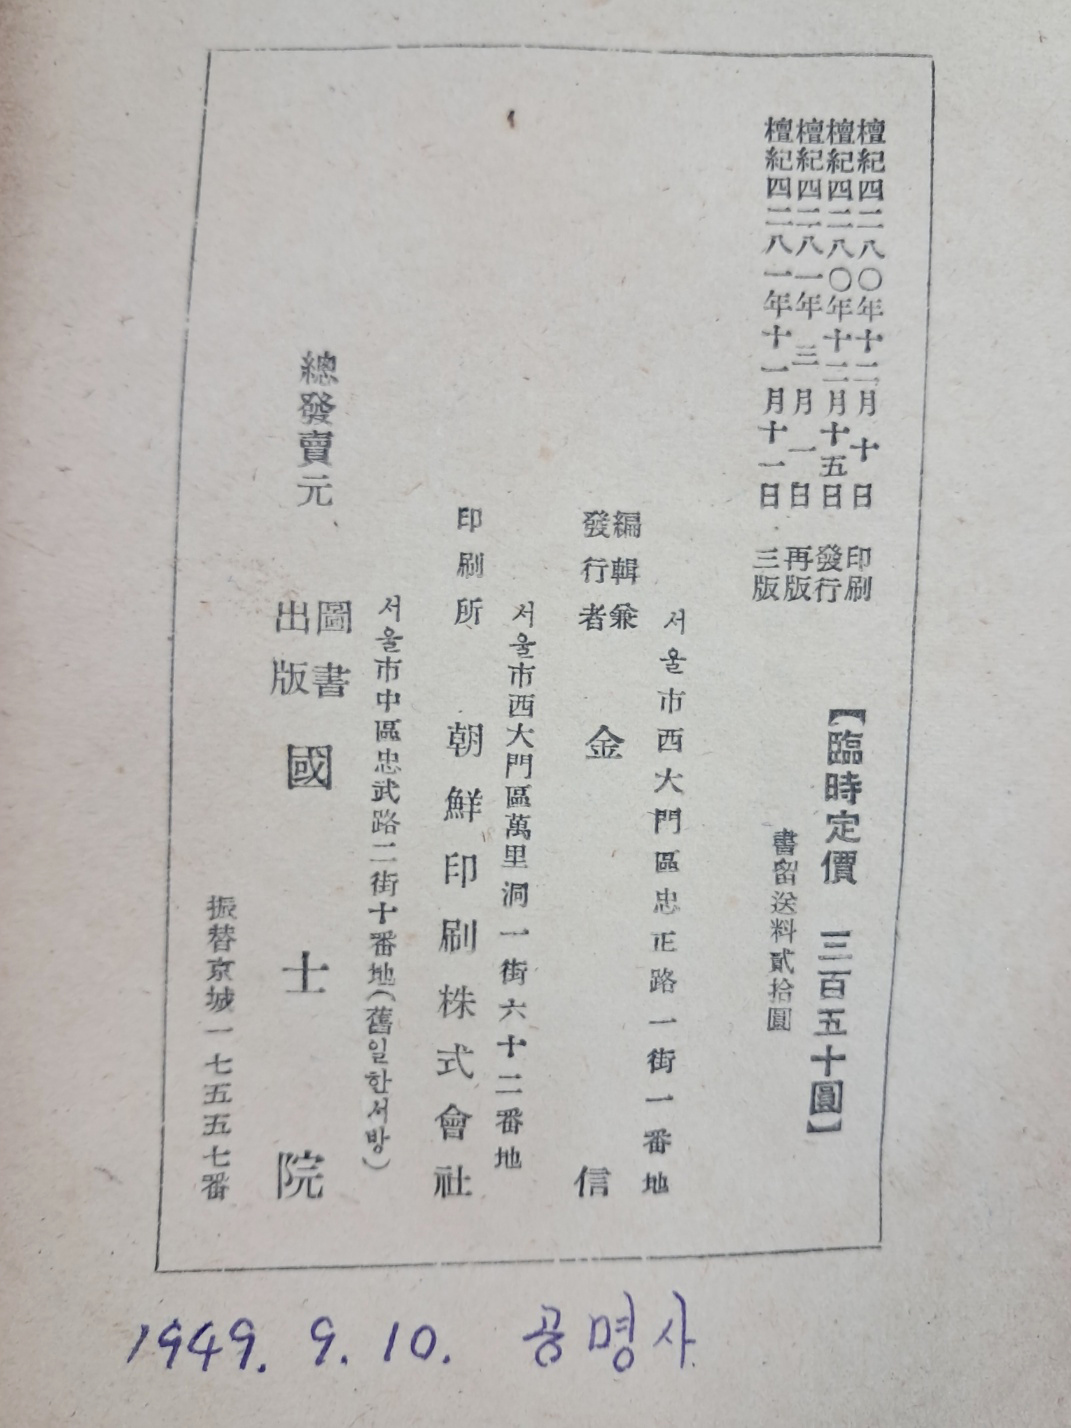 檀紀四二八〇年十二月十日 印刷
檀紀四二八〇年十二月十五日 發行
檀紀四二八一年三月一日 再版
檀紀四二八一年十一月十一日 三版
【臨時定價 三百五十圓】
書留送料貳拾圓
서울市西大門區忠正路一街一番地
編輯兼
發行者 金信
서울市西大門區萬里洞一街六十二番地
印刷所 朝鮮印刷株式會社
서울市中區忠武路二街十番地(舊일한서방)
總發賣元 圖書出版 國士院
振替京城一七五五七番
1949. 9. 10. 공명사